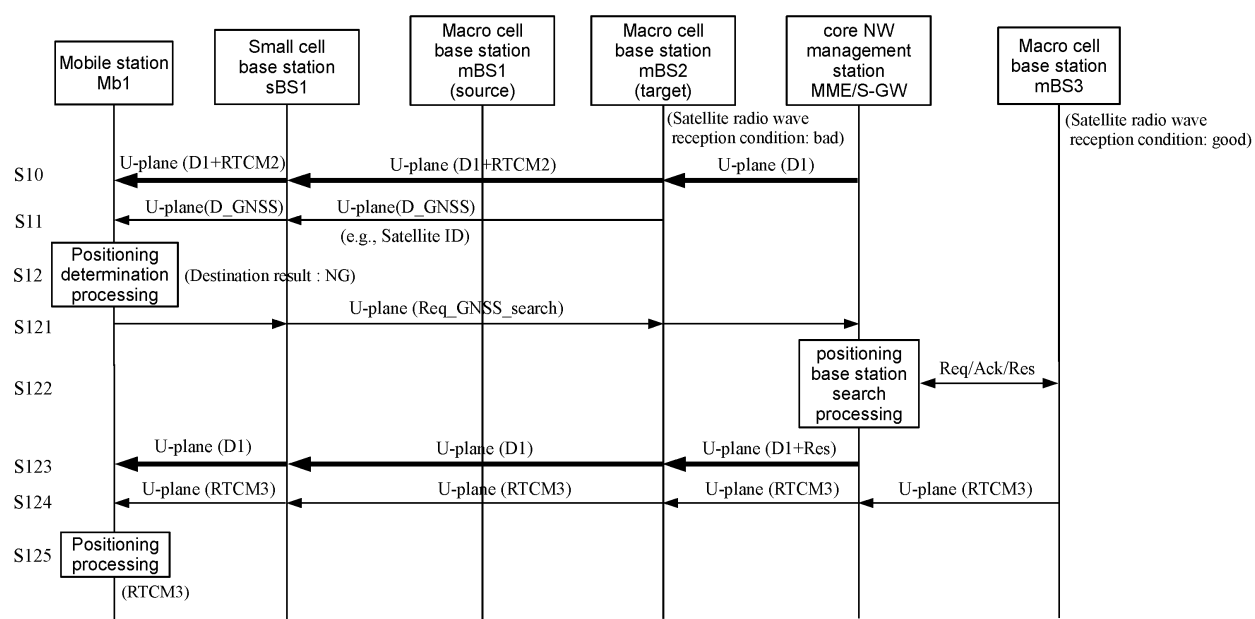 Mobile station
Mb1
Small cell
base station
sBS1
Macro cell
base station
mBS1
(source)
Macro cell
base station
mBS2
(target)
core NW
management
station
MME/S-GW
Macro cell
base station
mBS3
(Satellite radio wave
reception condition: bad)
(Satellite radio wave
reception condition: good)
S10
U-plane (D1+RTCM2)
U-plane (D1+RTCM2)
U-plane (D1)
S11
U-plane(D_GNSS)
U-plane(D_GNSS)
(e.g., Satellite ID)
S12
Positioning
determination
processing
(Destination result : NG)
S121
U-plane (Req_GNSS_search)
S122
positioning
base station
search
processing
Req/Ack/Res
S123
U-plane (D1)
U-plane (D1)
U-plane (D1+Res)
S124
U-plane (RTCM3)
U-plane (RTCM3)
U-plane (RTCM3)
U-plane (RTCM3)
S125
Positioning
processing
(RTCM3)